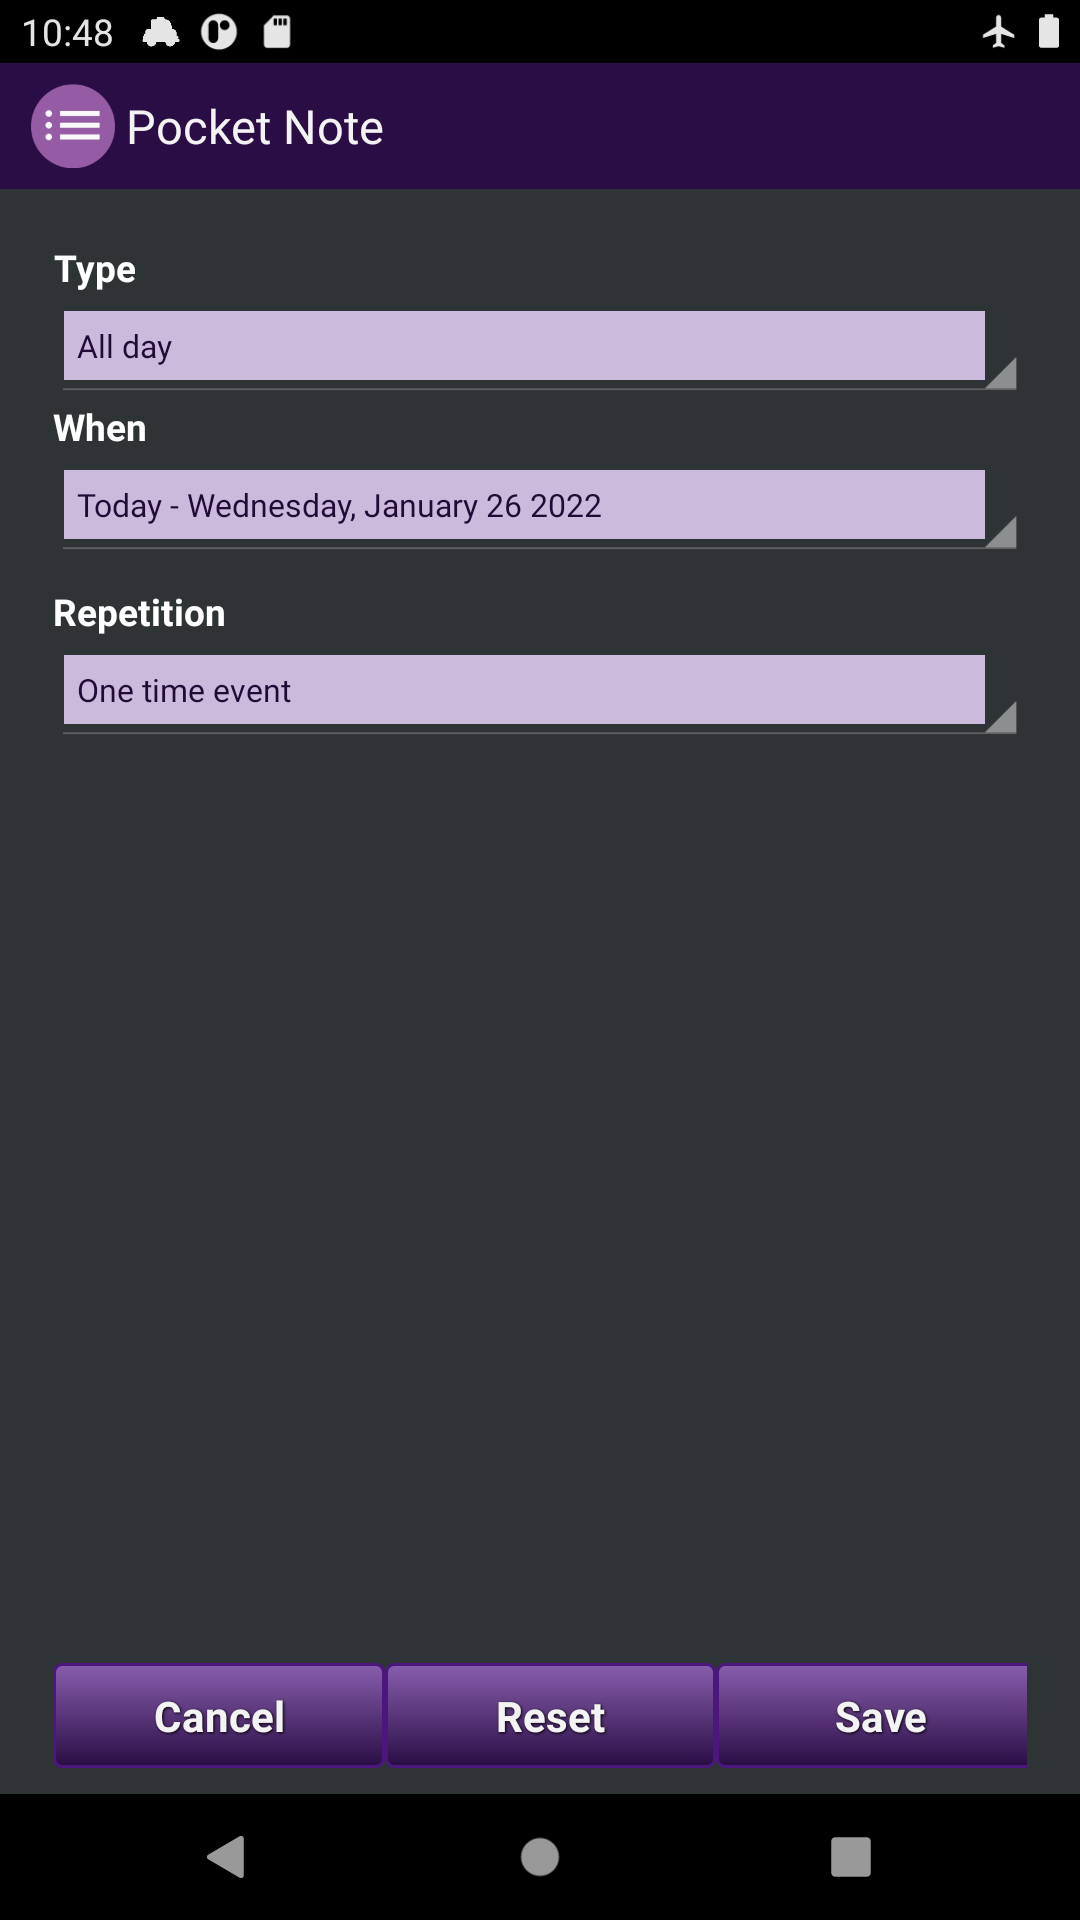 10:48
Pocket Note
Type
All day
When
Today - Wednesday, January 26 2022
Repetition
One time event
Cancel Reset Save